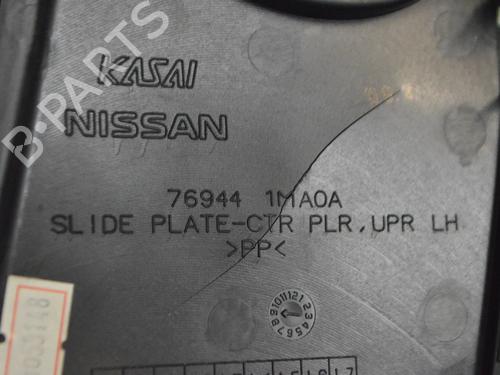 B-PARTS
KASAI
NISSAN
76944 1MA0A
SLIDE PLATE-CTR PLR,UPR LH
>PP<